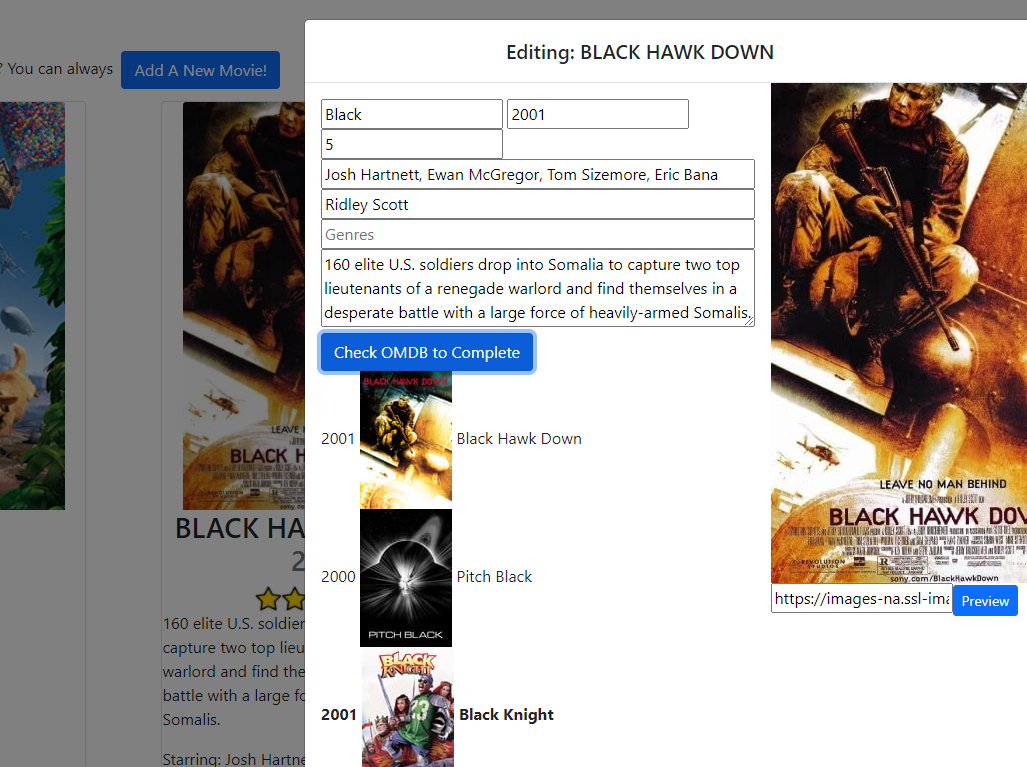 Editing: BLACK HAWK DOWN
? You can always Add A New Movie!
Black 2001
5
Josh Hartnett, Ewan McGregor, Tom Sizemore, Eric Bana
Ridley Scott
Genres
160 elite U.S. soldiers drop into Somalia to capture two top
lieutenants of a renegade warlord and find themselves in a
desperate battle with a large force of heavily-armed Somalis.
Check OMDB to Complete
BLACK HAWK DOWN
2001 Black Hawk Down
2000 Pitch Black
PITCH BLACK
BLACK
KNIGHT
23
2001 Black Knight
LEAVE NO MAN BEHIND
BLACK HAWK DOV
REVOLUTION
STUDIOS
R
sony.com/BlackHawkDown
https://images-na.ssl-ima Preview
LEAVE
BLACK H
BLACK HA
2
160 elite U.S. soldier
capture two top lieu
warlord and find the
battle with a large fo
Somalis.
Starring: Josh Hartne